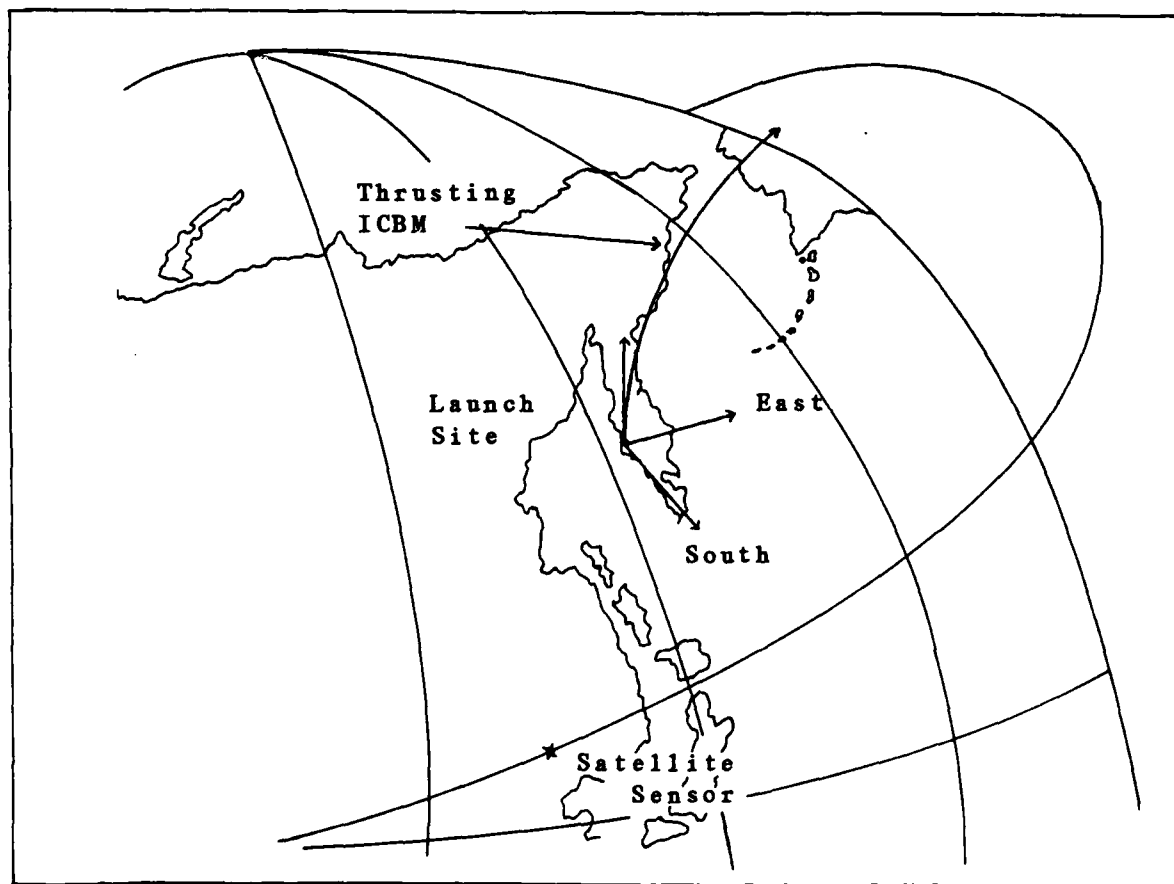 Thrusting
ICBM
Launch
Site
East
South
Satellite
Sensor